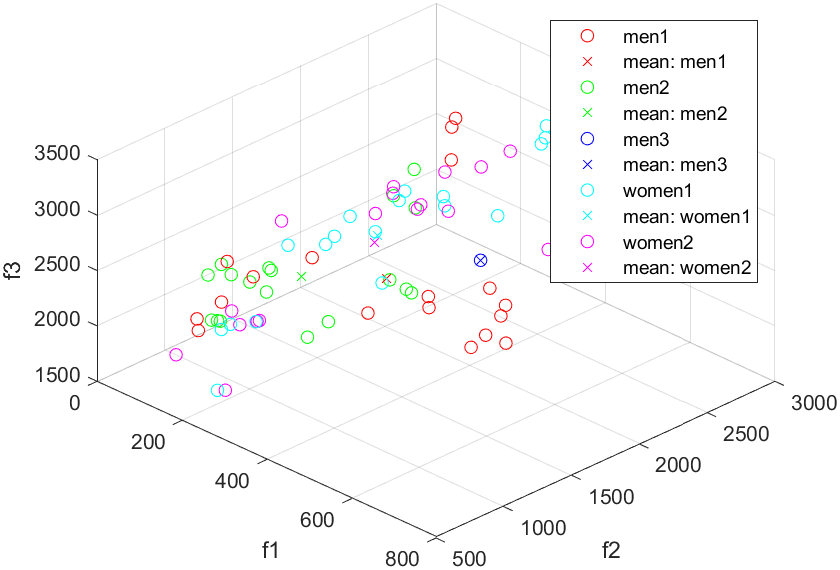 men1
mean: men1
men2
mean: men2
men3
mean: men3
women1
mean: women1
women2
mean: women2
3500
3000
2500
2000
1500
f3
0
200
400
600
800
f1
500
1000
1500
2000
2500
3000
f2